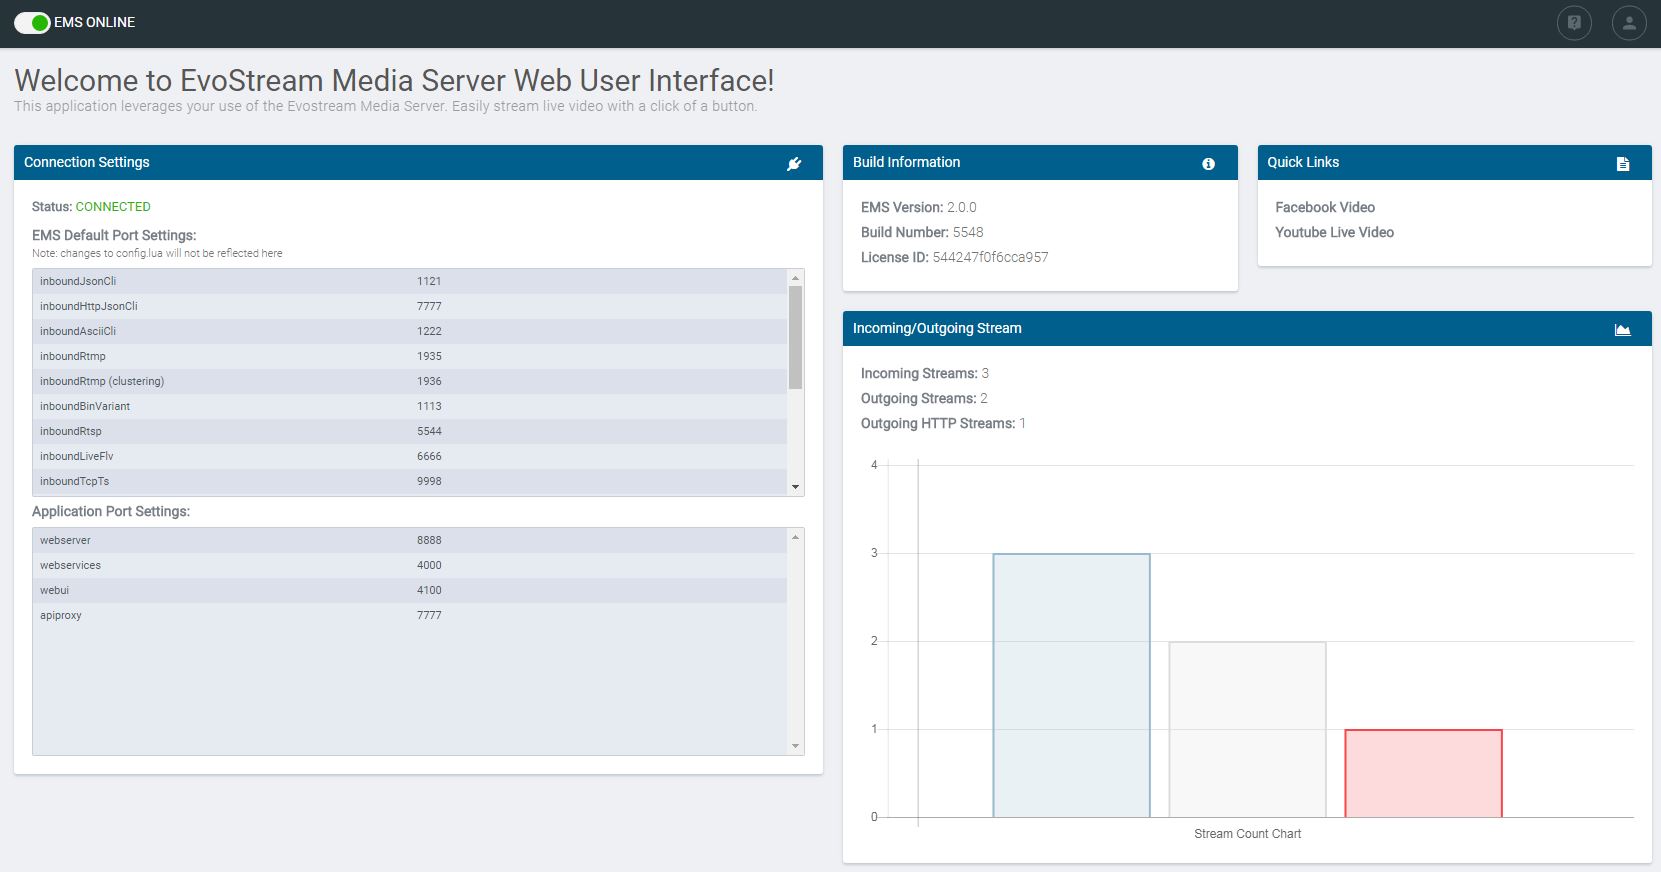 EMS ONLINE
Welcome to EvoStream Media Server Web User Interface!
This application leverages your use of the Evostream Media Server. Easily stream live video with a click of a button.
Connection Settings
Status: CONNECTED
EMS Default Port Settings:
Note: changes to config.lua will not be reflected here
inboundJsonCli 1121
inboundHttpJsonCli 7777
inboundAsciiCli 1222
inboundRtmp 1935
inboundRtmp (clustering) 1936
inboundBinVariant 1113
inboundRtsp 5544
inboundLiveFlv 6666
inboundTcpTs 9998
Application Port Settings:
webserver 8888
webservices 4000
webui 4100
apiproxy 7777
Build Information
EMS Version: 2.0.0
Build Number: 5548
License ID: 544247f0f6cca957
Quick Links
Facebook Video
Youtube Live Video
Incoming/Outgoing Stream
Incoming Streams: 3
Outgoing Streams: 2
Outgoing HTTP Streams: 1
4
3
2
1
0
Stream Count Chart